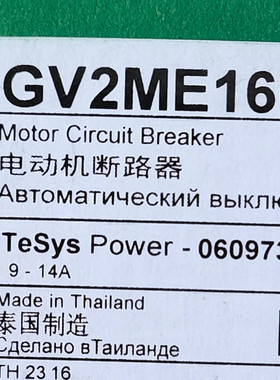 GV2ME16
Motor Circuit Breaker
电动机断路器
Автоматический выклю
TeSys Power - 060973
9 - 14A
Made in Thailand
泰国制造
Сделано вТаиланде
TH 23 16